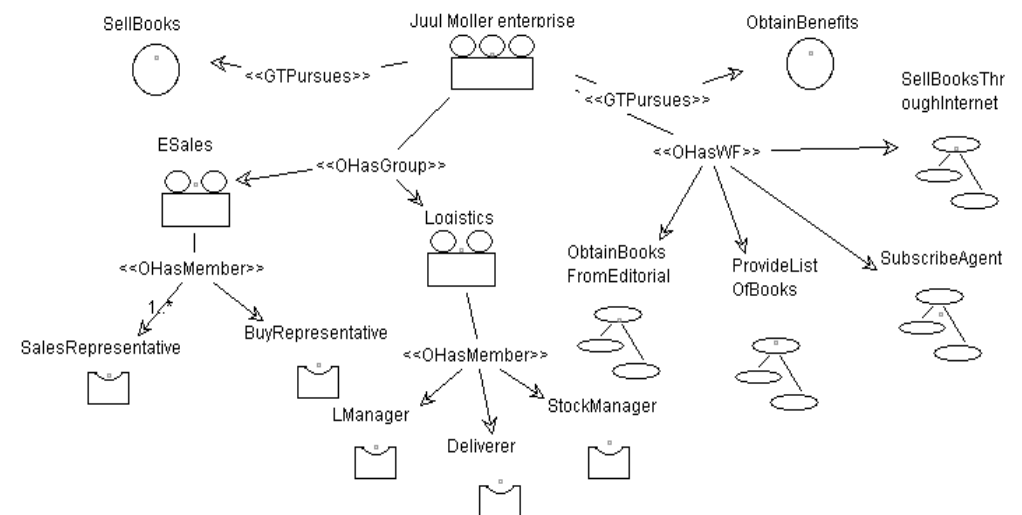 SellBooks
Juul Moller enterprise
ObtainBenefits
<<GTPursues>>
<<GTPursues>>
SellBooksThr
oughInternet
ESales
<<OHasGroup>>
<<OHasWF>>
Logistics
<<OHasMember>>
ObtainBooks
FromEditorial
ProvideList
OfBooks
SubscribeAgent
1..*
SalesRepresentative
BuyRepresentative
<<OHasMember>>
LManager
StockManager
Deliverer